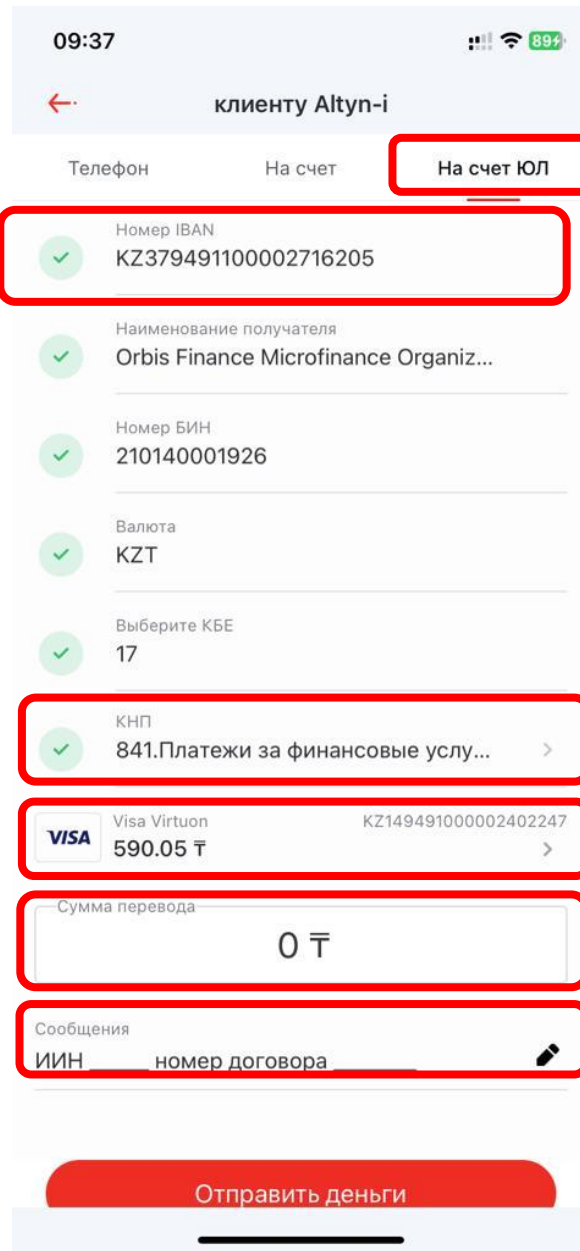 09:37
89
клиенту Altyn-i
Телефон На счет На счет ЮЛ
Номер IBAN
KZ379491100002716205
Наименование получателя
Orbis Finance Microfinance Organiz...
Номер БИН
210140001926
Валюта
KZT
Выберите КБЕ
17
КНП
841.Платежи за финансовые услу...
VISA
Visa Virtuon KZ149491000002402247
590.05 ₸
Сумма перевода
0 ₸
Сообщения
ИИН _____ номер договора _______
Отправить деньги